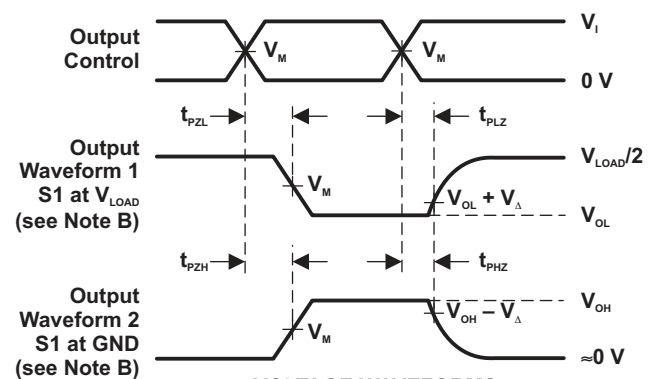 Output
Control
V_M
V_M
V_I
0 V
t_PZL
t_PLZ
Output
Waveform 1
S1 at V_LOAD
(see Note B)
V_M
V_OL + V_Δ
V_LOAD/2
V_OL
t_PZH
t_PHZ
Output
Waveform 2
S1 at GND
(see Note B)
V_M
V_OH − V_Δ
V_OH
≈0 V